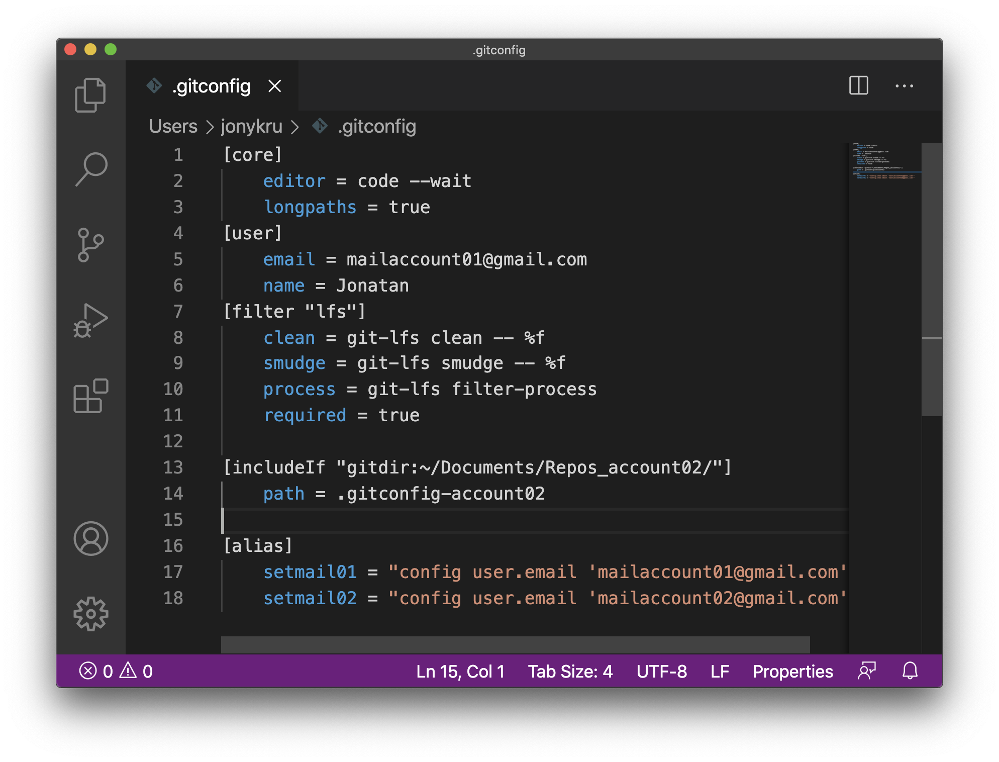 .gitconfig
.gitconfig
Users > jonykru > .gitconfig
1 [core]
2 editor = code --wait
3 longpaths = true
4 [user]
5 email = mailaccount01@gmail.com
6 name = Jonatan
7 [filter "lfs"]
8 clean = git-lfs clean -- %f
9 smudge = git-lfs smudge -- %f
10 process = git-lfs filter-process
11 required = true
12
13 [includeIf "gitdir:~/Documents/Repos_account02/"]
14 path = .gitconfig-account02
15
16 [alias]
17 setmail01 = "config user.email 'mailaccount01@gmail.com'
18 setmail02 = "config user.email 'mailaccount02@gmail.com'
0 0 Ln 15, Col 1 Tab Size: 4 UTF-8 LF Properties